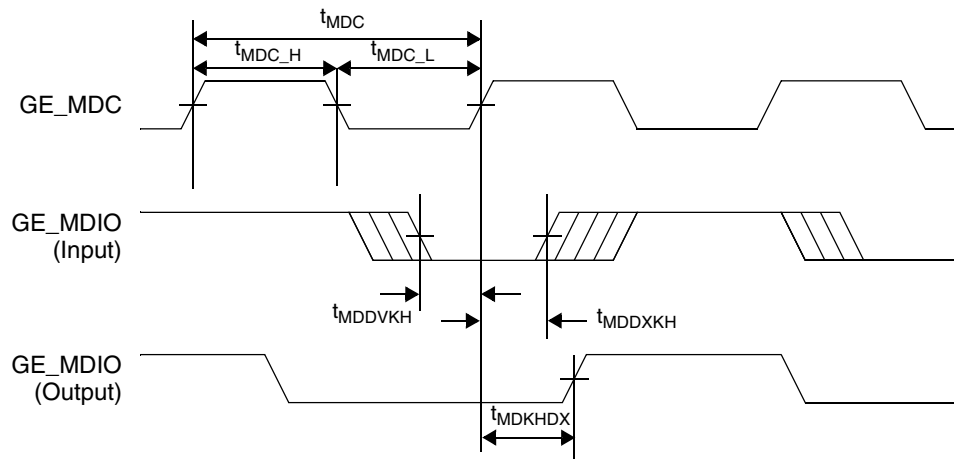 tMDC
tMDC_H
tMDC_L
GE_MDC
GE_MDIO
(Input)
tMDDVKH
tMDDXKH
GE_MDIO
(Output)
tMDKHDX